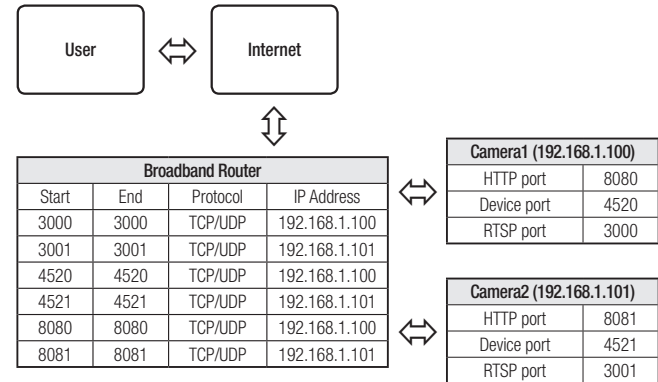 User
Internet
Broadband Router
Start End Protocol IP Address
3000 3000 TCP/UDP 192.168.1.100
3001 3001 TCP/UDP 192.168.1.101
4520 4520 TCP/UDP 192.168.1.100
4521 4521 TCP/UDP 192.168.1.101
8080 8080 TCP/UDP 192.168.1.100
8081 8081 TCP/UDP 192.168.1.101
Camera1 (192.168.1.100)
HTTP port 8080
Device port 4520
RTSP port 3000
Camera2 (192.168.1.101)
HTTP port 8081
Device port 4521
RTSP port 3001